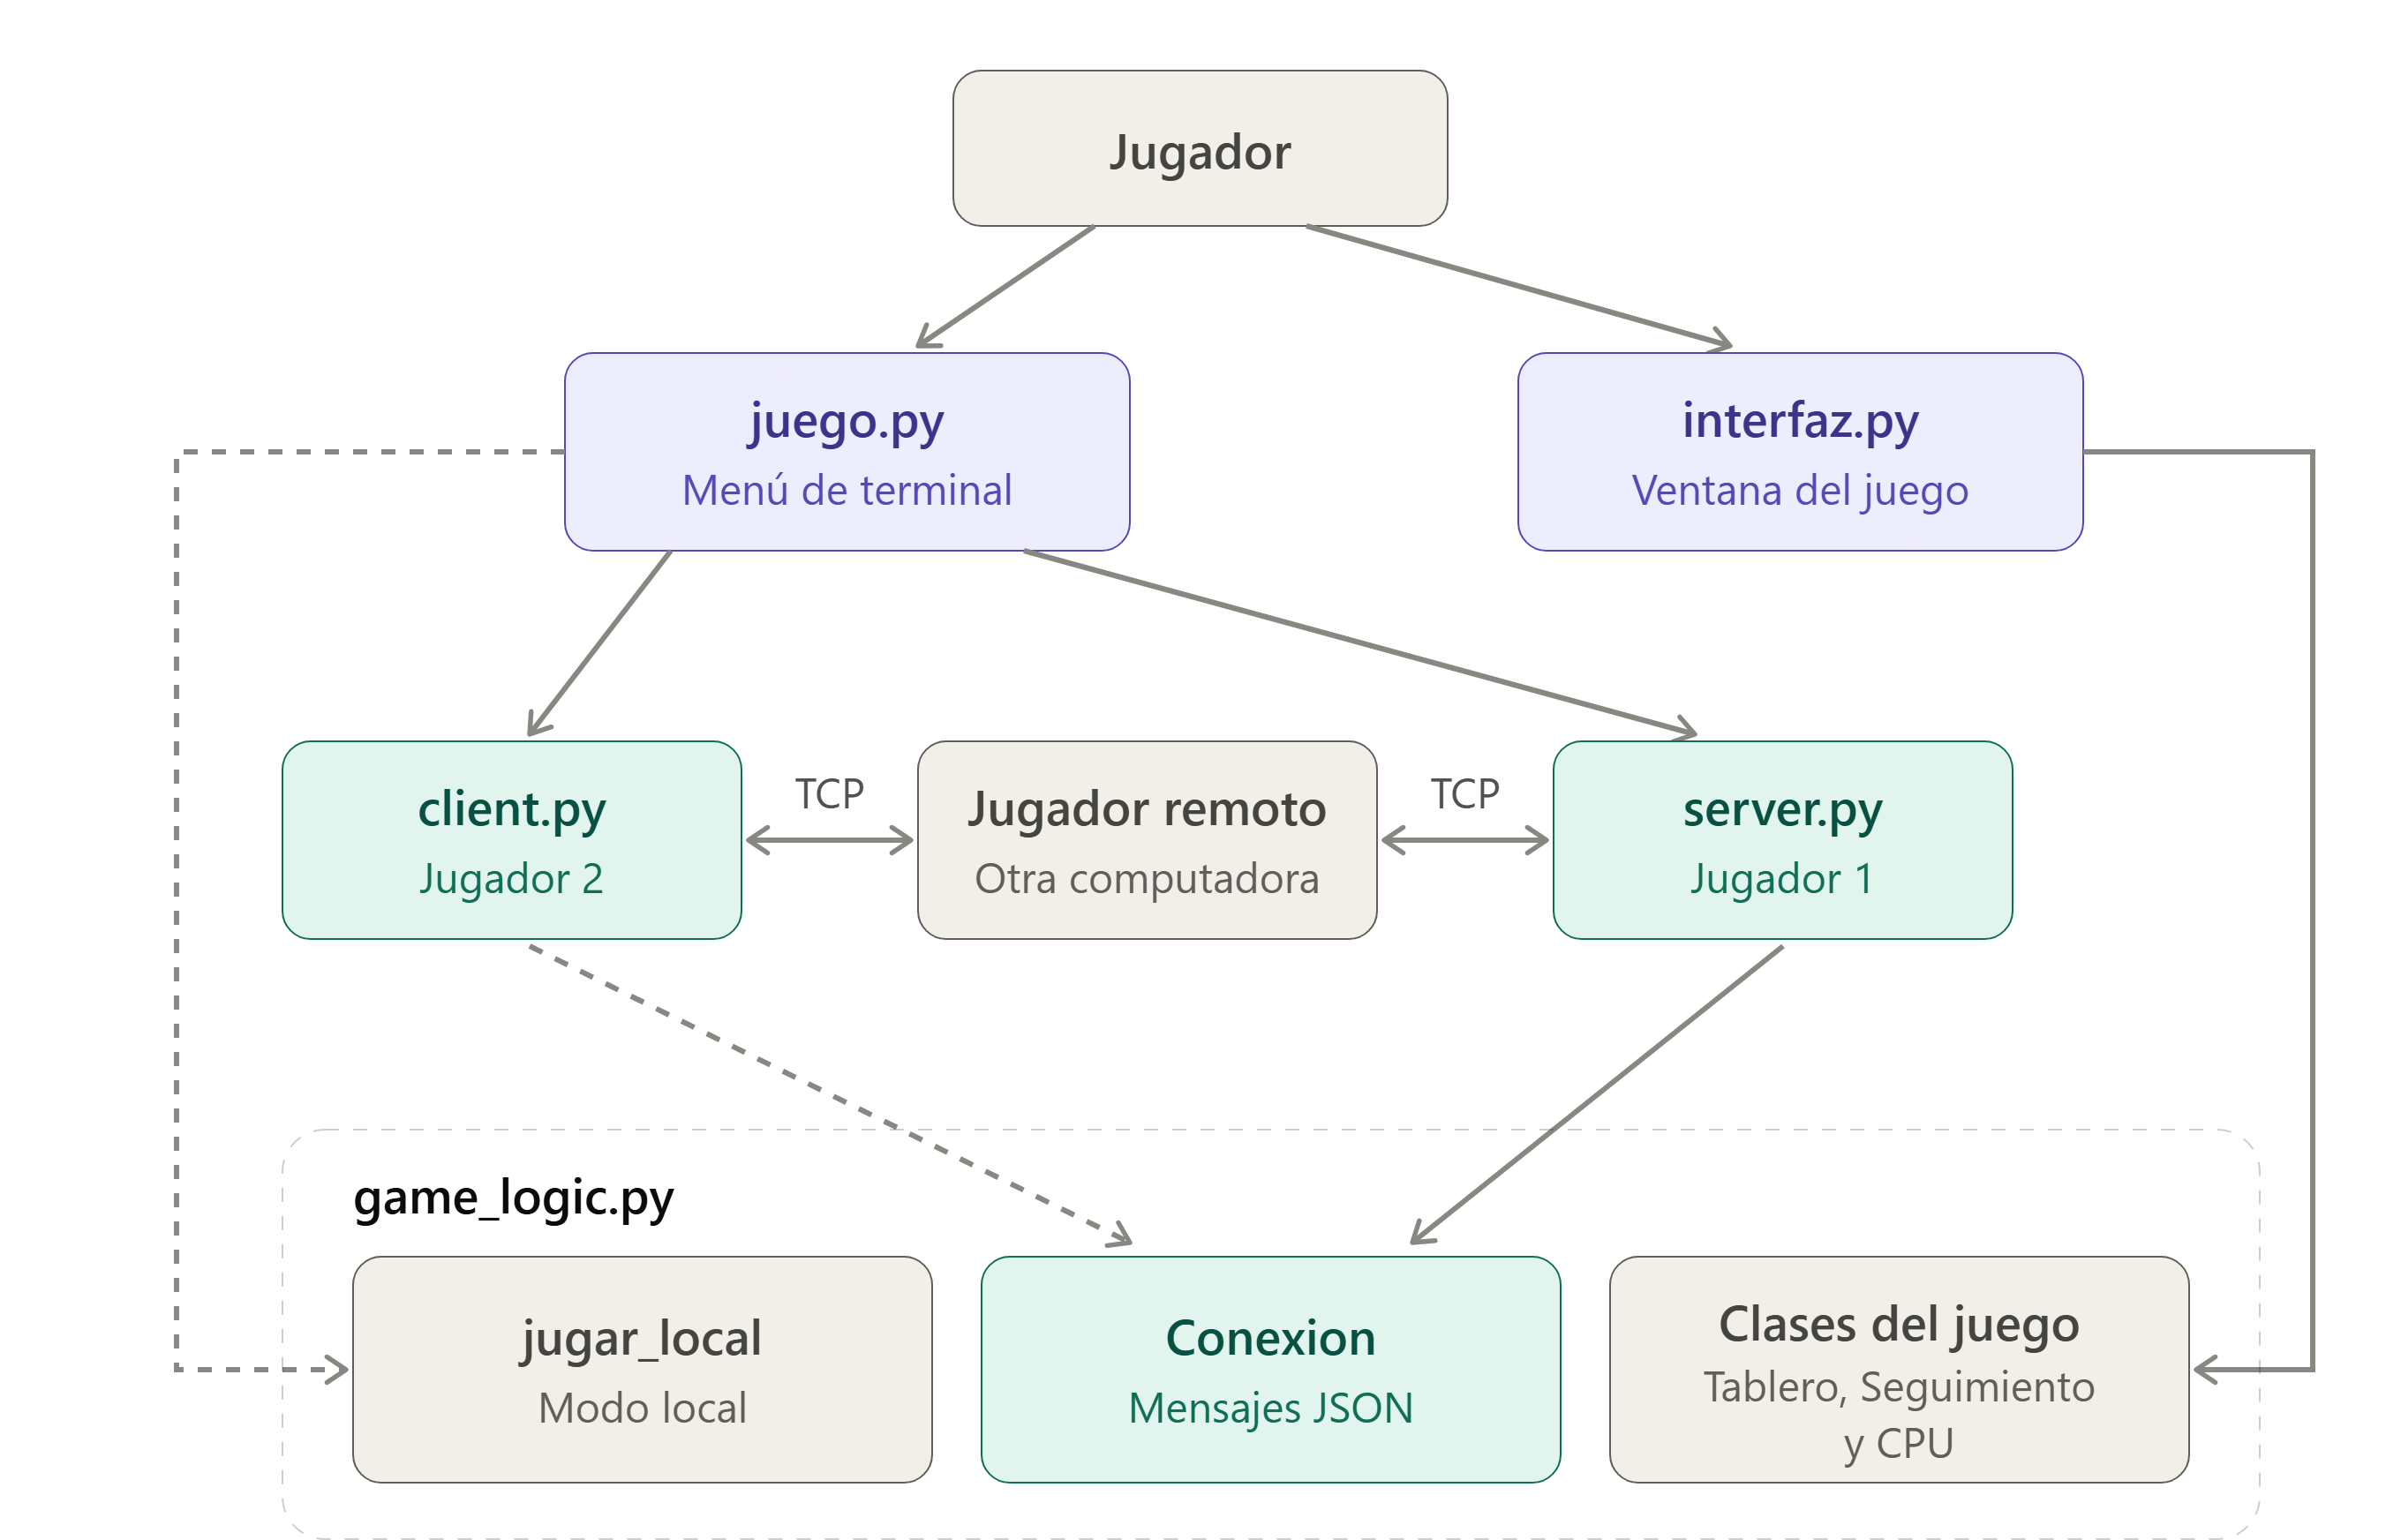 Jugador
juego.py
Menú de terminal
interfaz.py
Ventana del juego
client.py
Jugador 2
TCP
Jugador remoto
Otra computadora
TCP
server.py
Jugador 1
game_logic.py
jugar_local
Modo local
Conexion
Mensajes JSON
Clases del juego
Tablero, Seguimiento
y CPU